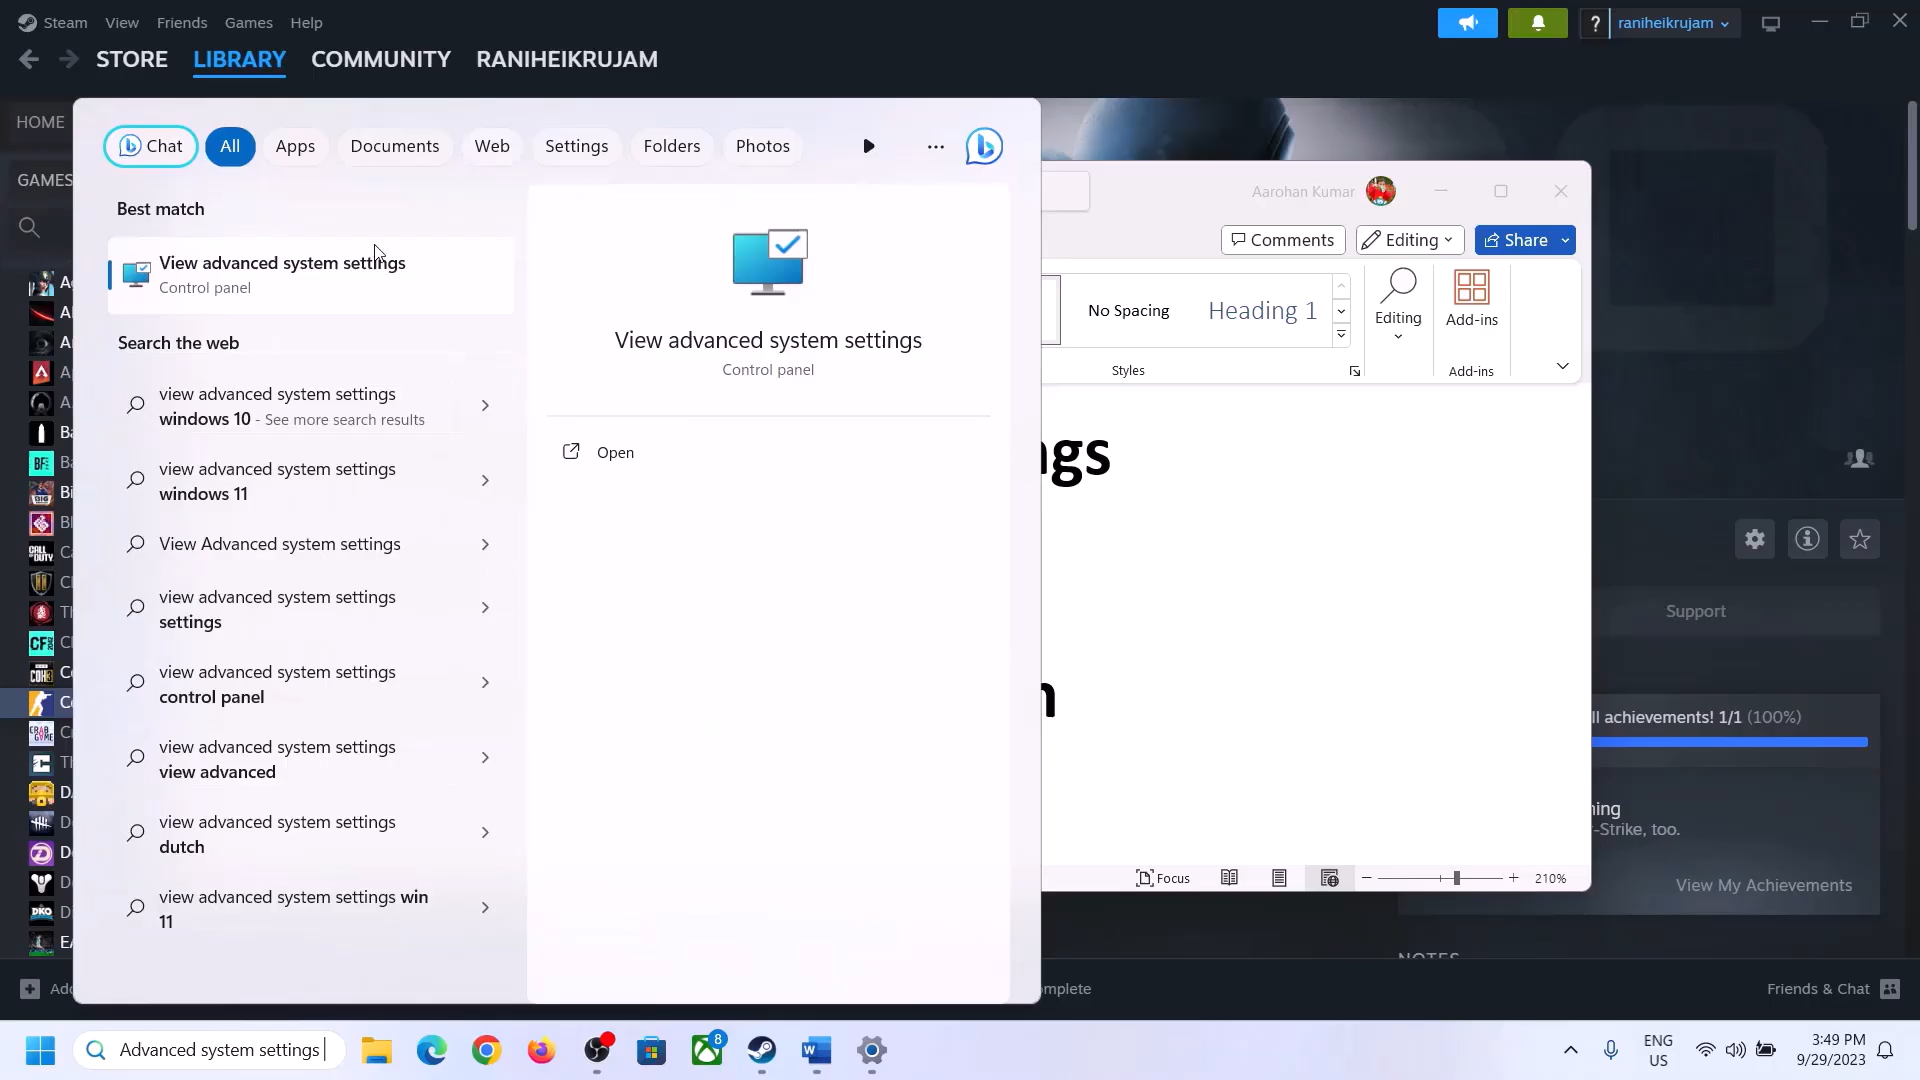 Steam View Friends Games Help
? raniheikrujam
STORE LIBRARY COMMUNITY RANIHEIKRUJAM
HOME
GAMES
Chat All Apps Documents Web Settings Folders Photos
Best match
View advanced system settings
Control panel
Search the web
view advanced system settings
windows 10 - See more search results
view advanced system settings
windows 11
View Advanced system settings
view advanced system settings
settings
view advanced system settings
control panel
view advanced system settings
view advanced
view advanced system settings
dutch
view advanced system settings win
11
View advanced system settings
Control panel
Open
Aarohan Kumar
Comments Editing Share
No Spacing Heading 1
Editing
Add-ins
Styles
Add-ins
ngs
n
Focus
210%
Support
ll achievements! 1/1 (100%)
ning
-Strike, too.
View My Achievements
NOTES
Add
omplete
Friends & Chat
Advanced system settings
8
ENG
US
3:49 PM
9/29/2023